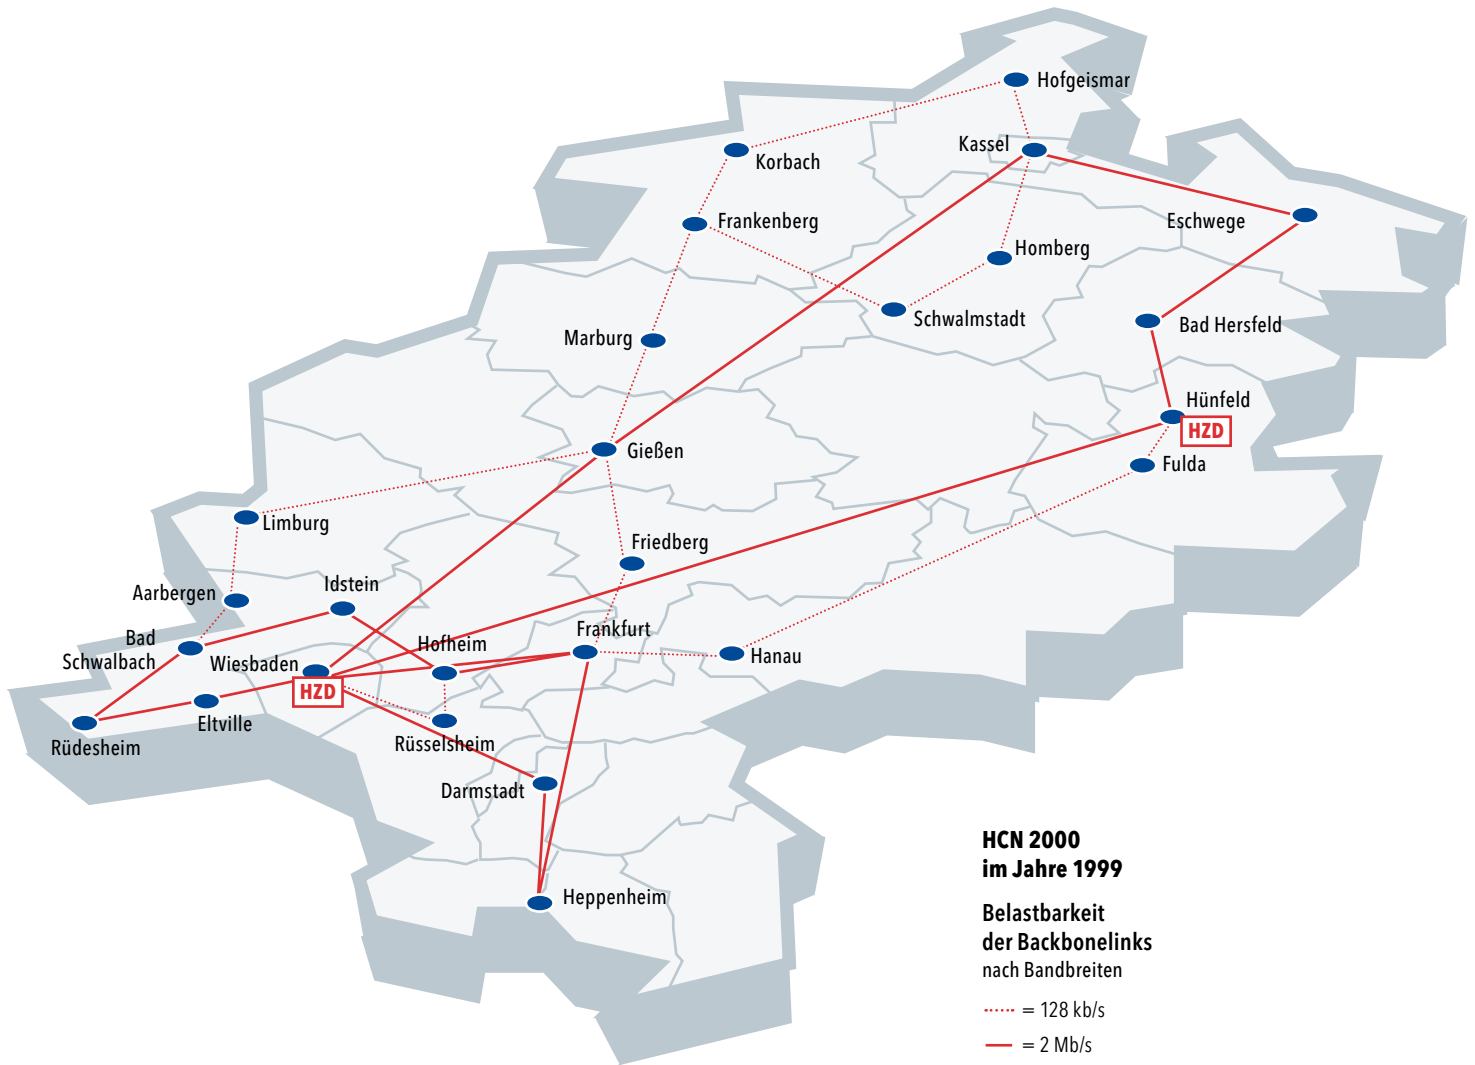 Hofgeismar
Kassel
Korbach
Eschwege
Frankenberg
Homberg
Schwalmstadt
Bad Hersfeld
Marburg
Hünfeld
HZD
Gießen
Fulda
Limburg
Friedberg
Idstein
Aarbergen
Frankfurt
Bad
Schwalbach
Hofheim
Wiesbaden
Hanau
HZD
Eltville
Rüdesheim
Rüsselsheim
Darmstadt
Heppenheim
HCN 2000
im Jahre 1999
Belastbarkeit
der Backbonelinks
nach Bandbreiten
= 128 kb/s
= 2 Mb/s